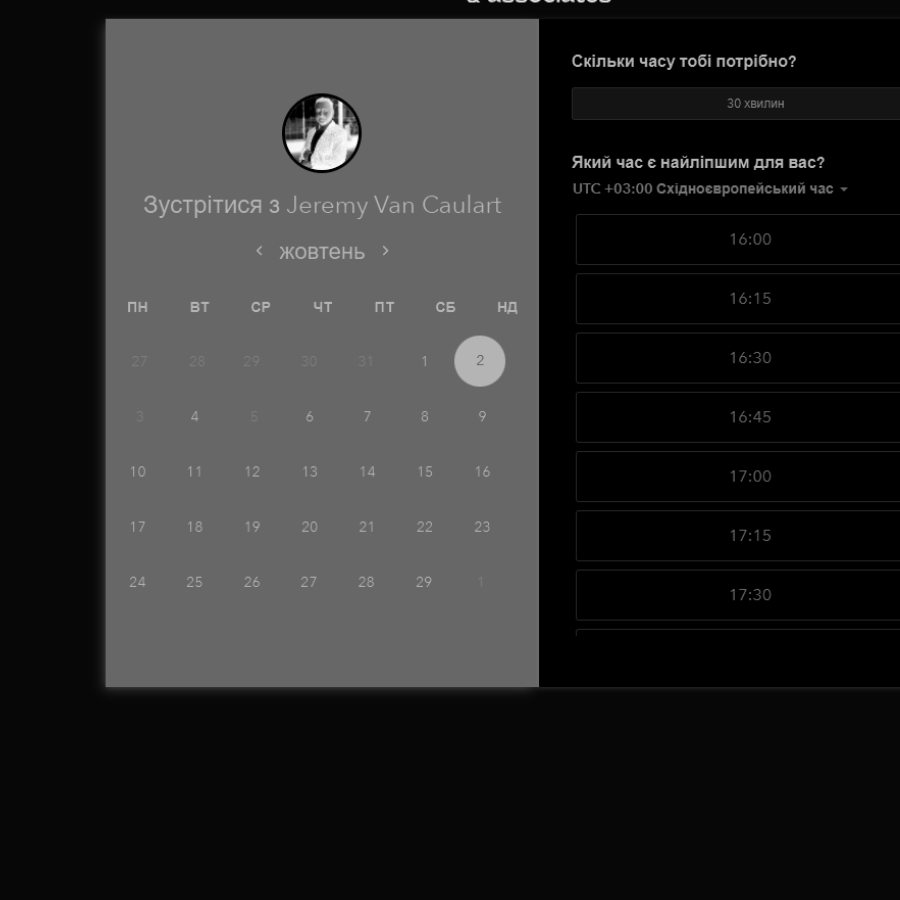 & associates
Зустрітися з Jeremy Van Caulart
жовтень
ПН ВТ СР ЧТ ПТ СБ НД
27 28 29 30 31 1 2
3 4 5 6 7 8 9
10 11 12 13 14 15 16
17 18 19 20 21 22 23
24 25 26 27 28 29 1
Скільки часу тобі потрібно?
30 хвилин
Який час є найліпшим для вас?
UTC +03:00 Східноєвропейський час
16:00
16:15
16:30
16:45
17:00
17:15
17:30